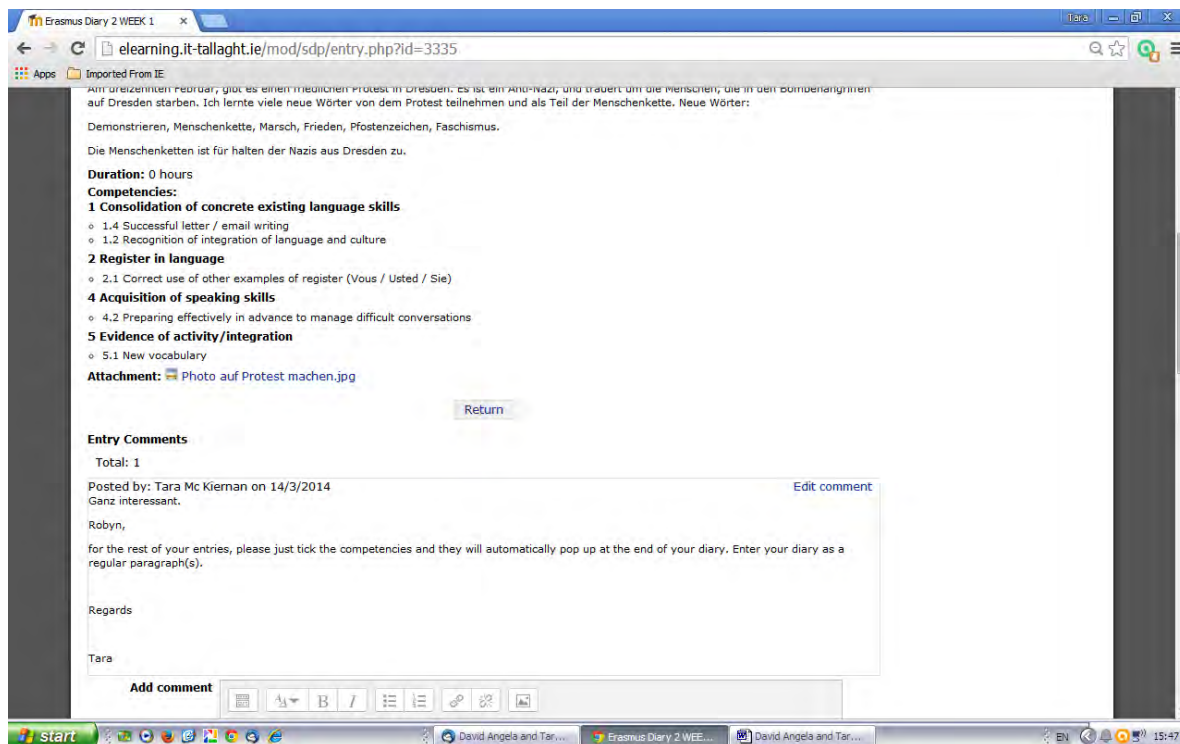 Erasmus Diary 2 WEEK 1
Tara
elearning.it-tallaght.ie/mod/sdp/entry.php?id=3335
Apps Imported From IE
Am dreizehnten Februar, gibt es einen friedlichen Protest in Dresden. Es ist ein Anti-Nazi, und trauert um die Menschen, die in den Bombenangriffen
auf Dresden starben. Ich lernte viele neue Wörter von dem Protest teilnehmen und als Teil der Menschenkette. Neue Wörter:
Demonstrieren, Menschenkette, Marsch, Frieden, Pfostenzeichen, Faschismus.
Die Menschenketten ist für halten der Nazis aus Dresden zu.
Duration: 0 hours
Competencies:
1 Consolidation of concrete existing language skills
1.4 Successful letter / email writing
1.2 Recognition of integration of language and culture
2 Register in language
2.1 Correct use of other examples of register (Vous / Usted / Sie)
4 Acquisition of speaking skills
4.2 Preparing effectively in advance to manage difficult conversations
5 Evidence of activity/integration
5.1 New vocabulary
Attachment: Photo auf Protest machen.jpg
Return
Entry Comments
Total: 1
Posted by: Tara Mc Kiernan on 14/3/2014 Edit comment
Ganz interessant.
Robyn,
for the rest of your entries, please just tick the competencies and they will automatically pop up at the end of your diary. Enter your diary as a
regular paragraph(s).
Regards
Tara
Add comment
start David Angela and Tar... Erasmus Diary 2 WEE... David Angela and Tar... EN 15:47